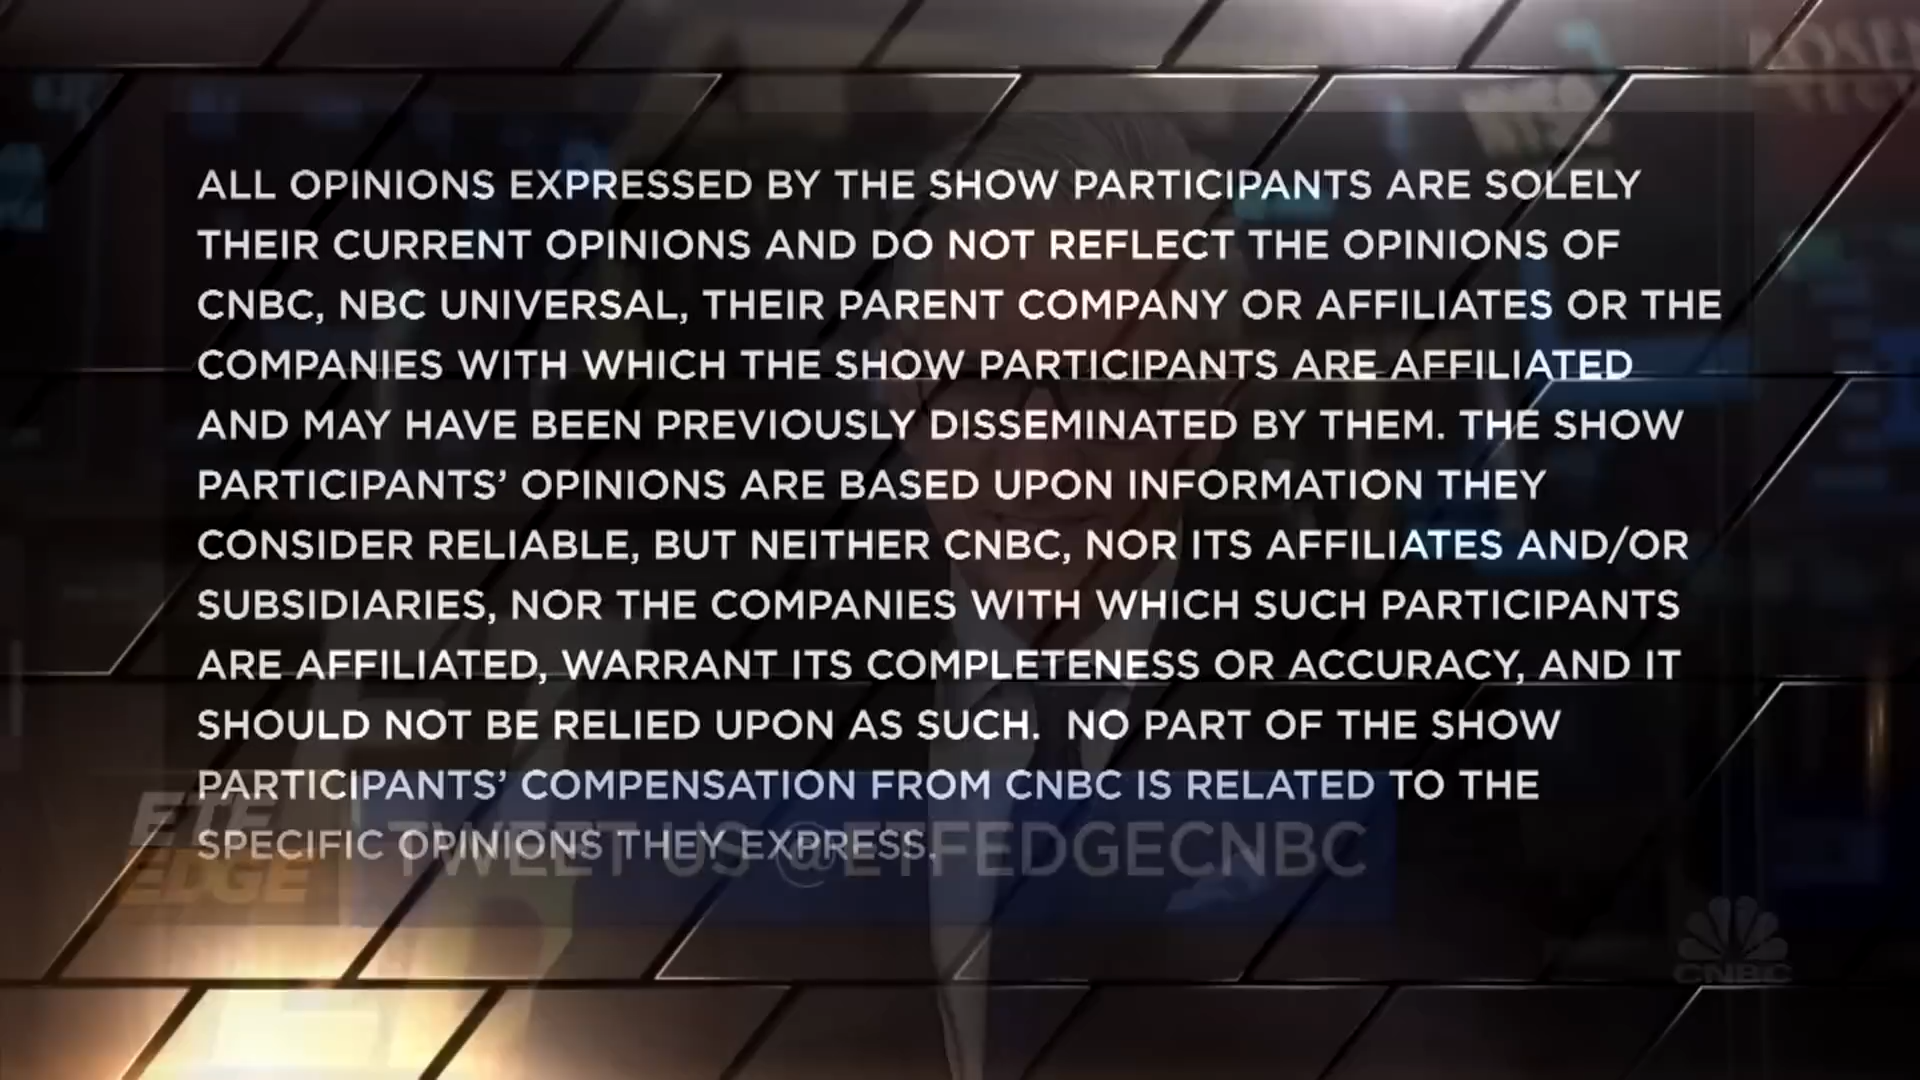 ALL OPINIONS EXPRESSED BY THE SHOW PARTICIPANTS ARE SOLELY
THEIR CURRENT OPINIONS AND DO NOT REFLECT THE OPINIONS OF
CNBC, NBC UNIVERSAL, THEIR PARENT COMPANY OR AFFILIATES OR THE
COMPANIES WITH WHICH THE SHOW PARTICIPANTS ARE AFFILIATED
AND MAY HAVE BEEN PREVIOUSLY DISSEMINATED BY THEM. THE SHOW
PARTICIPANTS’ OPINIONS ARE BASED UPON INFORMATION THEY
CONSIDER RELIABLE, BUT NEITHER CNBC, NOR ITS AFFILIATES AND/OR
SUBSIDIARIES, NOR THE COMPANIES WITH WHICH SUCH PARTICIPANTS
ARE AFFILIATED, WARRANT ITS COMPLETENESS OR ACCURACY, AND IT
SHOULD NOT BE RELIED UPON AS SUCH.  NO PART OF THE SHOW
PARTICIPANTS’ COMPENSATION FROM CNBC IS RELATED TO THE
SPECIFIC OPINIONS THEY EXPRESS.
ETF
EDGE
TWEET US @ETFEDGECNBC
CNBC